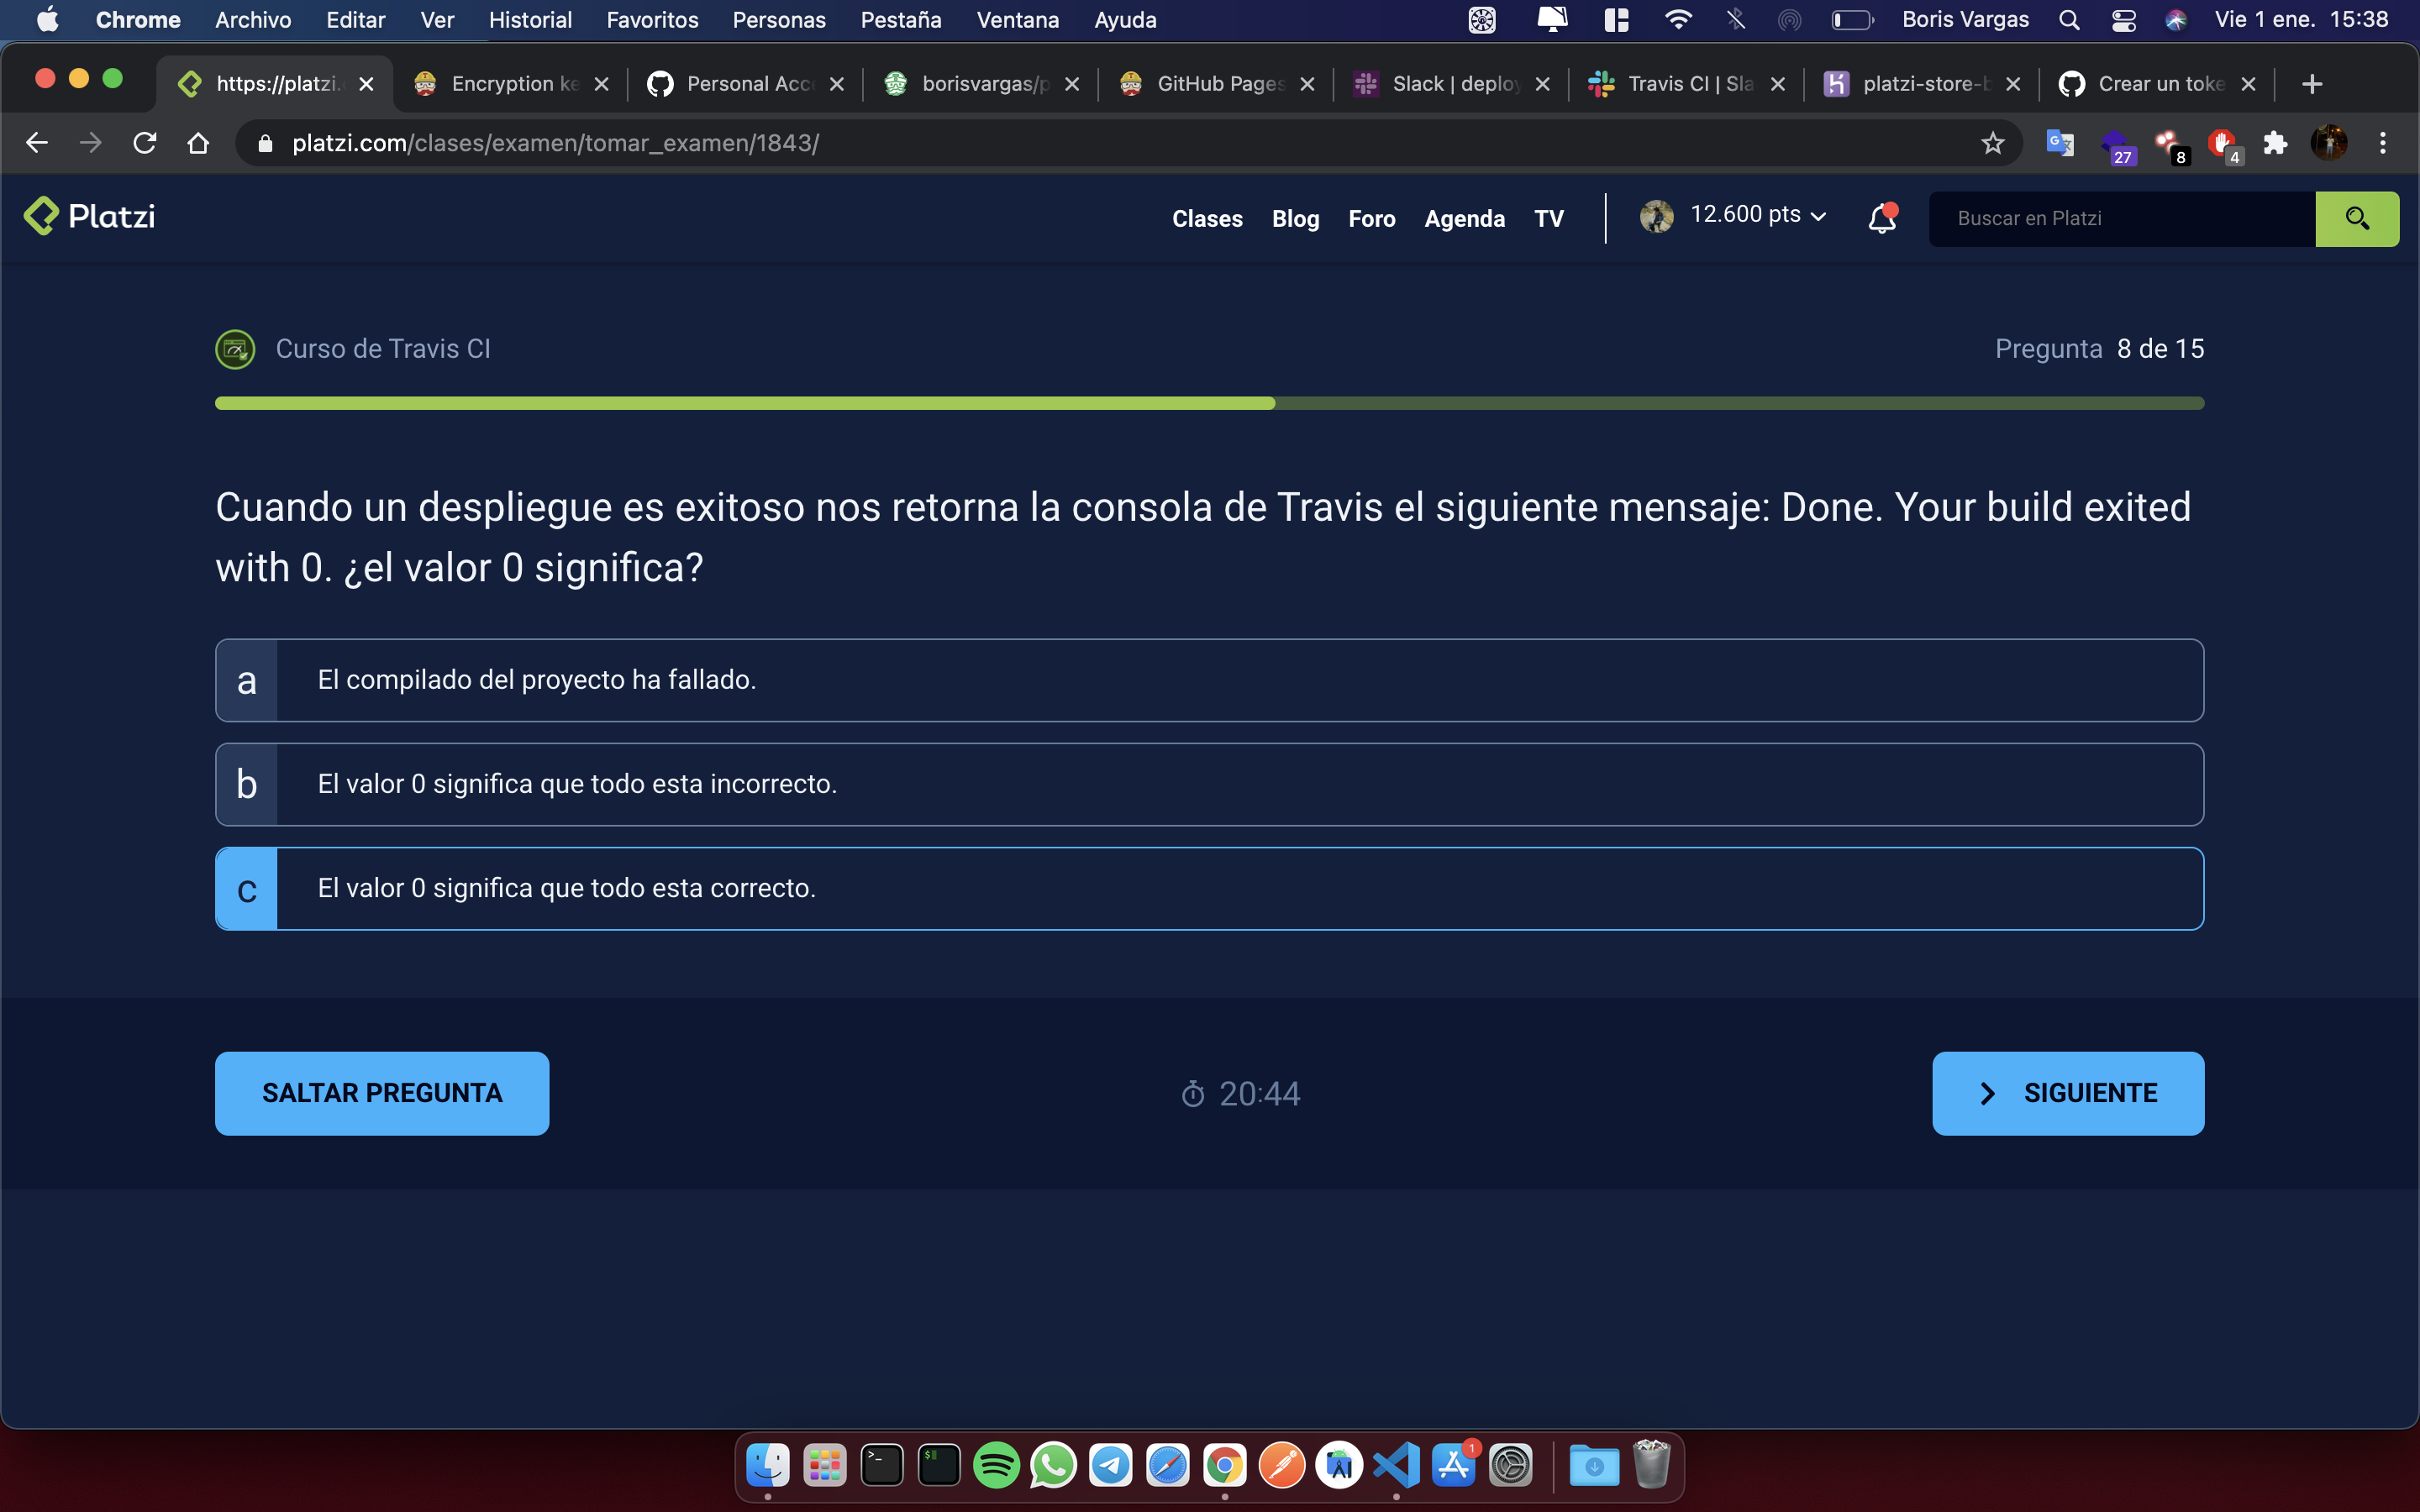 Chrome Archivo Editar Ver Historial Favoritos Personas Pestaña Ventana Ayuda Boris Vargas Vie 1 ene. 15:38
https://platzi. Encryption ke Personal Acc borisvargas/p GitHub Pages Slack | deploy Travis CI | Sla platzi-store-b Crear un toke
platzi.com/clases/examen/tomar_examen/1843/ 27 8 4
Platzi Clases Blog Foro Agenda TV 12.600 pts Buscar en Platzi
Curso de Travis CI Pregunta 8 de 15
Cuando un despliegue es exitoso nos retorna la consola de Travis el siguiente mensaje: Done. Your build exited
with 0. ¿el valor 0 significa?
a El compilado del proyecto ha fallado.
b El valor 0 significa que todo esta incorrecto.
c El valor 0 significa que todo esta correcto.
SALTAR PREGUNTA 20:44 SIGUIENTE
1